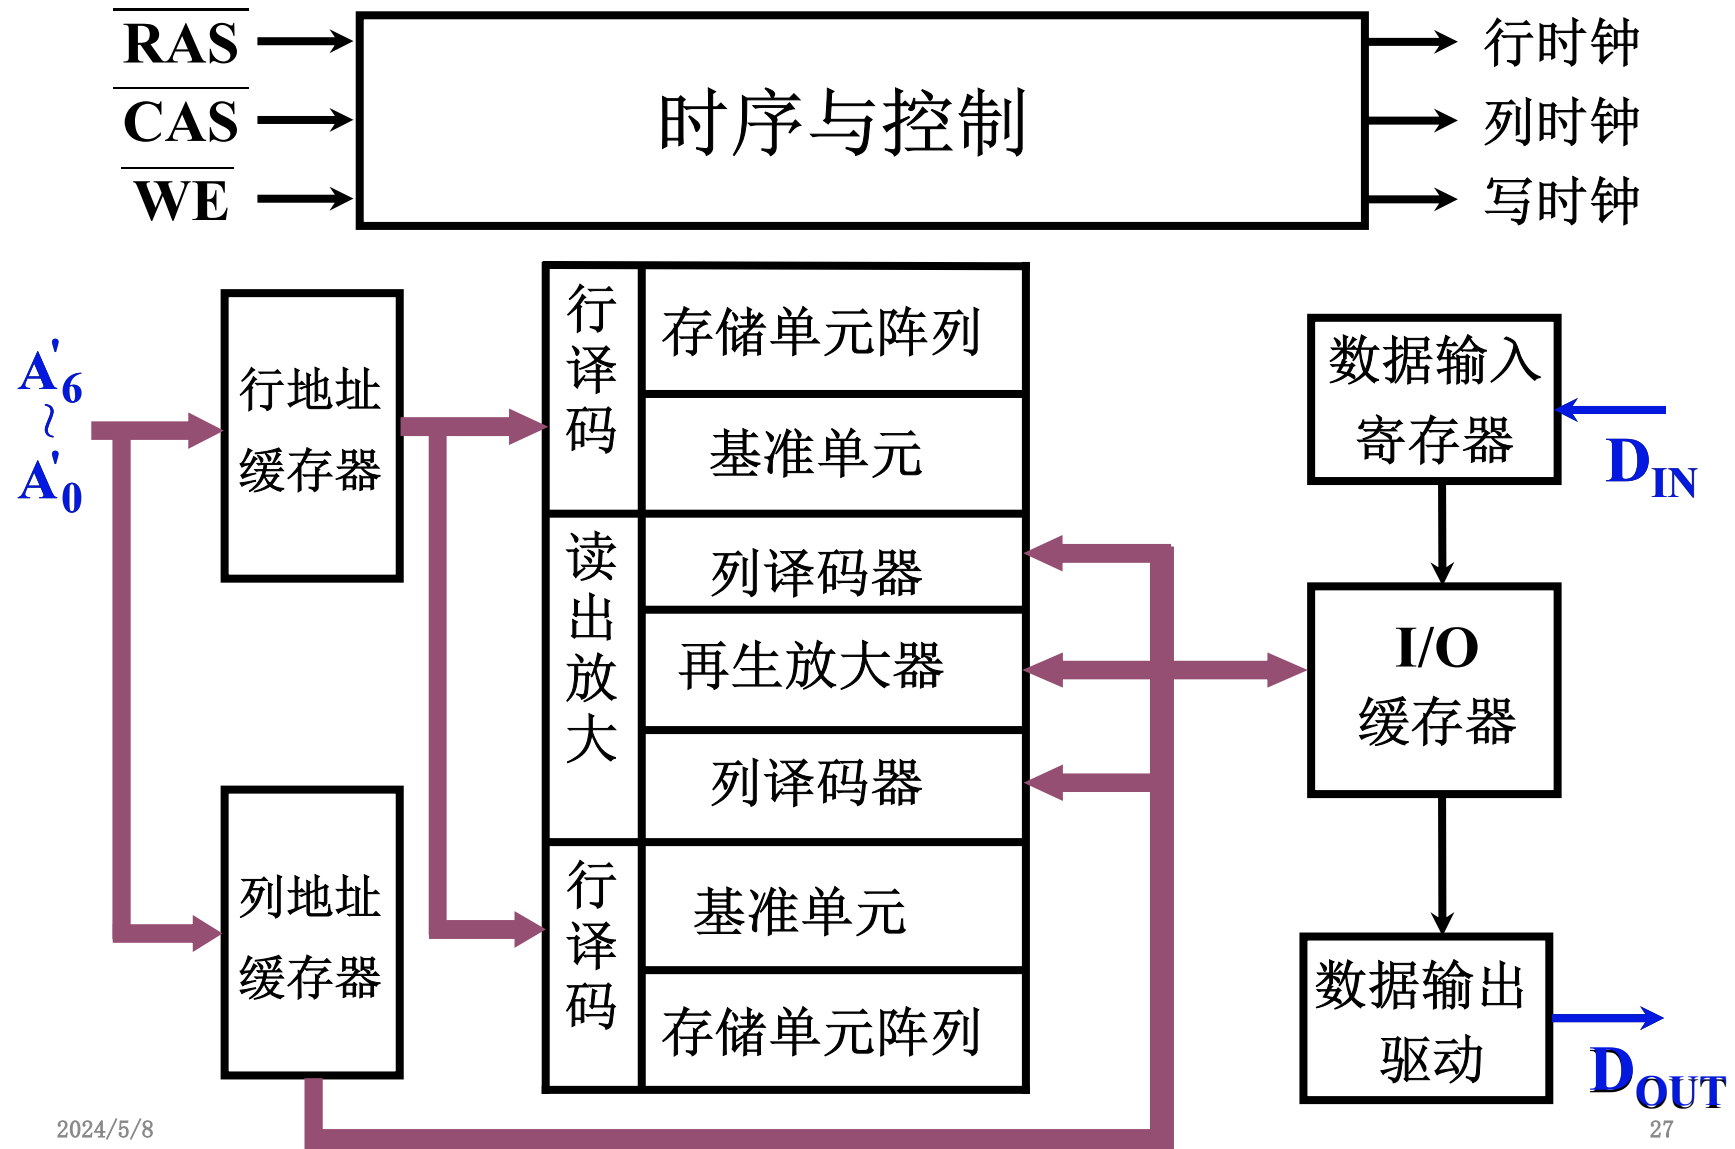 RAS
CAS
WE
时序与控制
行时钟
列时钟
写时钟
A'6
~
A'0
行地址
缓存器
列地址
缓存器
行
译
码
读
出
放
大
行
译
码
存储单元阵列
基准单元
列译码器
再生放大器
列译码器
基准单元
存储单元阵列
数据输入
寄存器
DIN
I/O
缓存器
数据输出
驱动
DOUT
2024/5/8
27